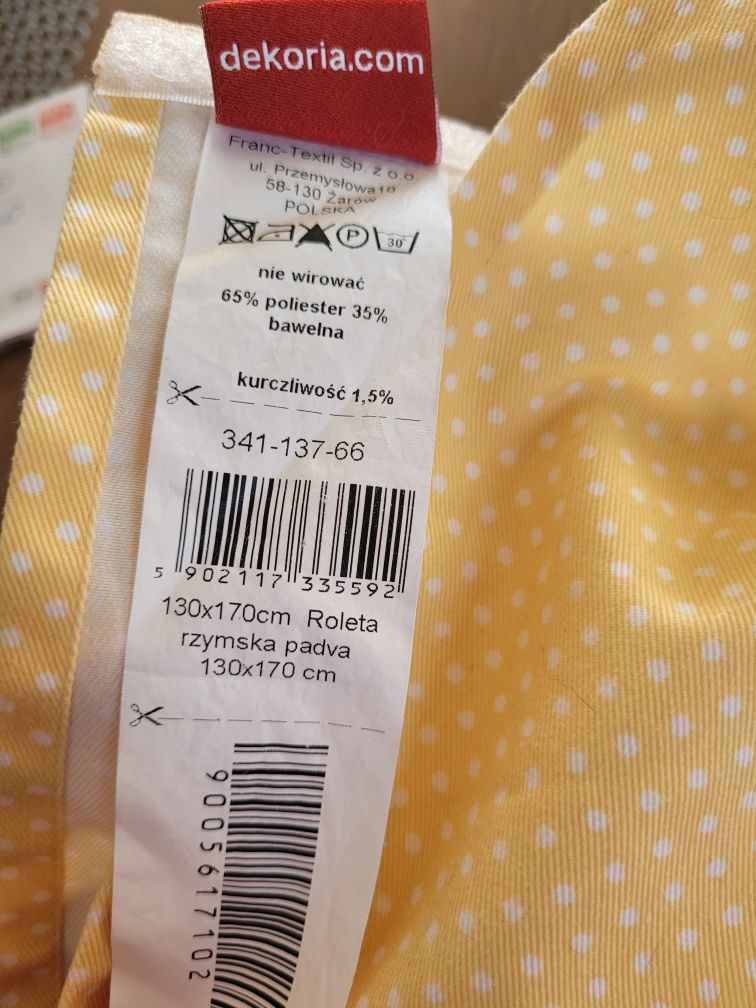 dekoria.com
Franc-Textil Sp. z o.o.
ul. Przemysłowa 10
58-130 Żarów
POLSKA
P 30°
nie wirować
65% poliester 35%
bawełna
kurczliwość 1,5%
341-137-66
5 902117 335592
130x170cm Roleta
rzymska padva
130x170 cm
9005617102